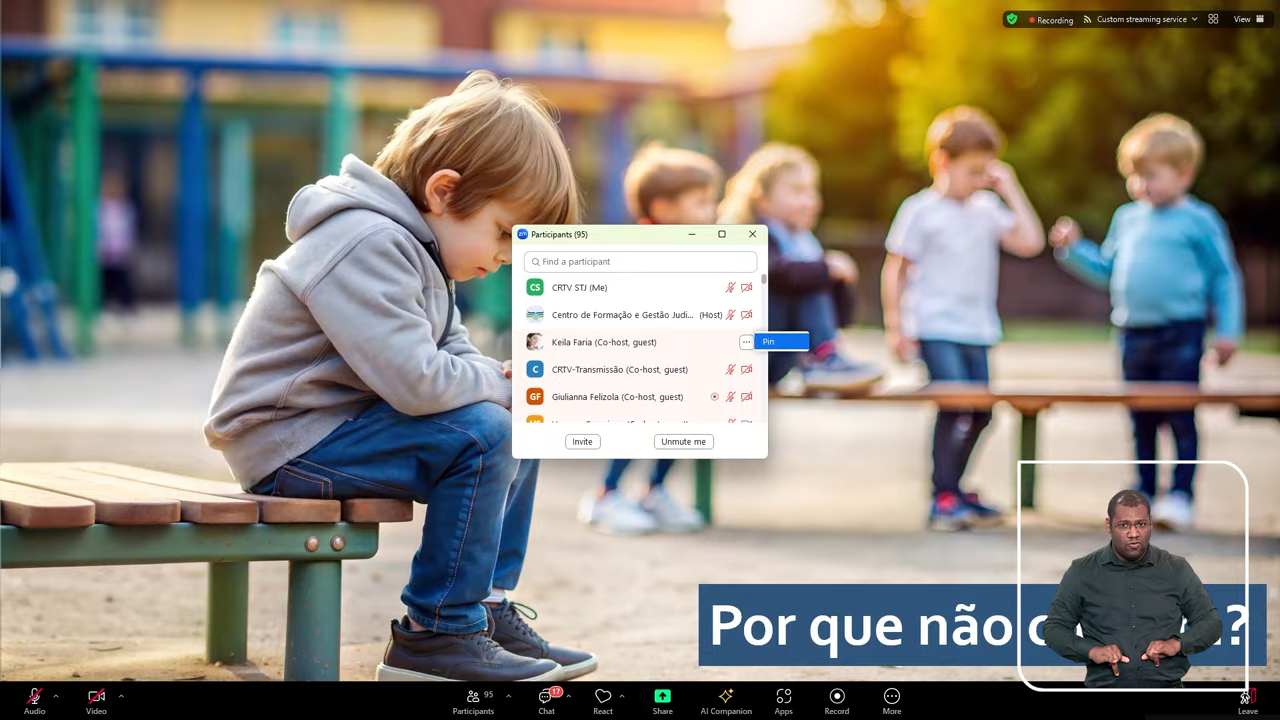 Recording
Custom streaming service
View
zm Participants (95)
Find a participant
CS CRTV STJ (Me)
Centro de Formação e Gestão Judi... (Host)
Keila Faria (Co-host, guest)
Pin
C CRTV-Transmissão (Co-host, guest)
GF Giulianna Felizola (Co-host, guest)
Invite
Unmute me
Por que não
?
Audio
Video
Participants 95
Chat 17
React
Share
AI Companion
Apps
Record
More
Leave